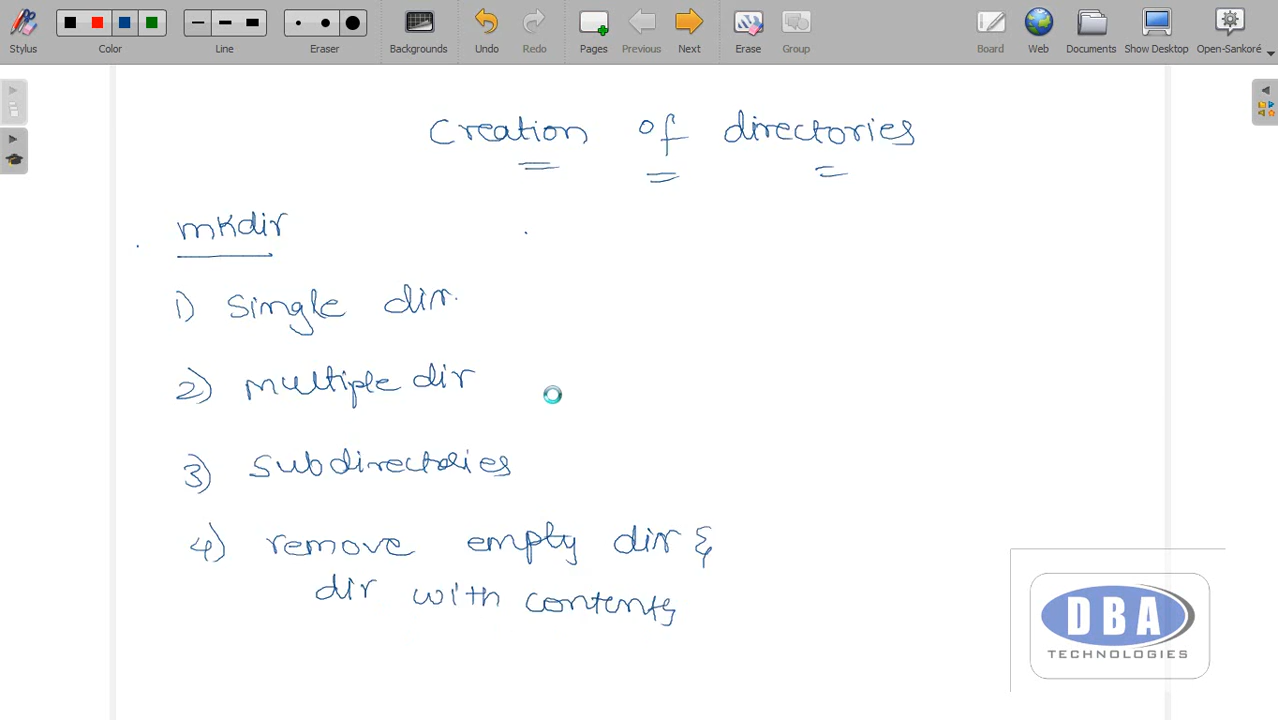 Stylus Color Line Eraser Backgrounds Undo Redo Pages Previous Next Erase Group Board Web Documents Show Desktop Open-Sankoré
Creation of directories
mkdir
1) Single dir.
2) multiple dir
3) Subdirectories
4) remove empty dir &
dir with contents
DBA
TECHNOLOGIES